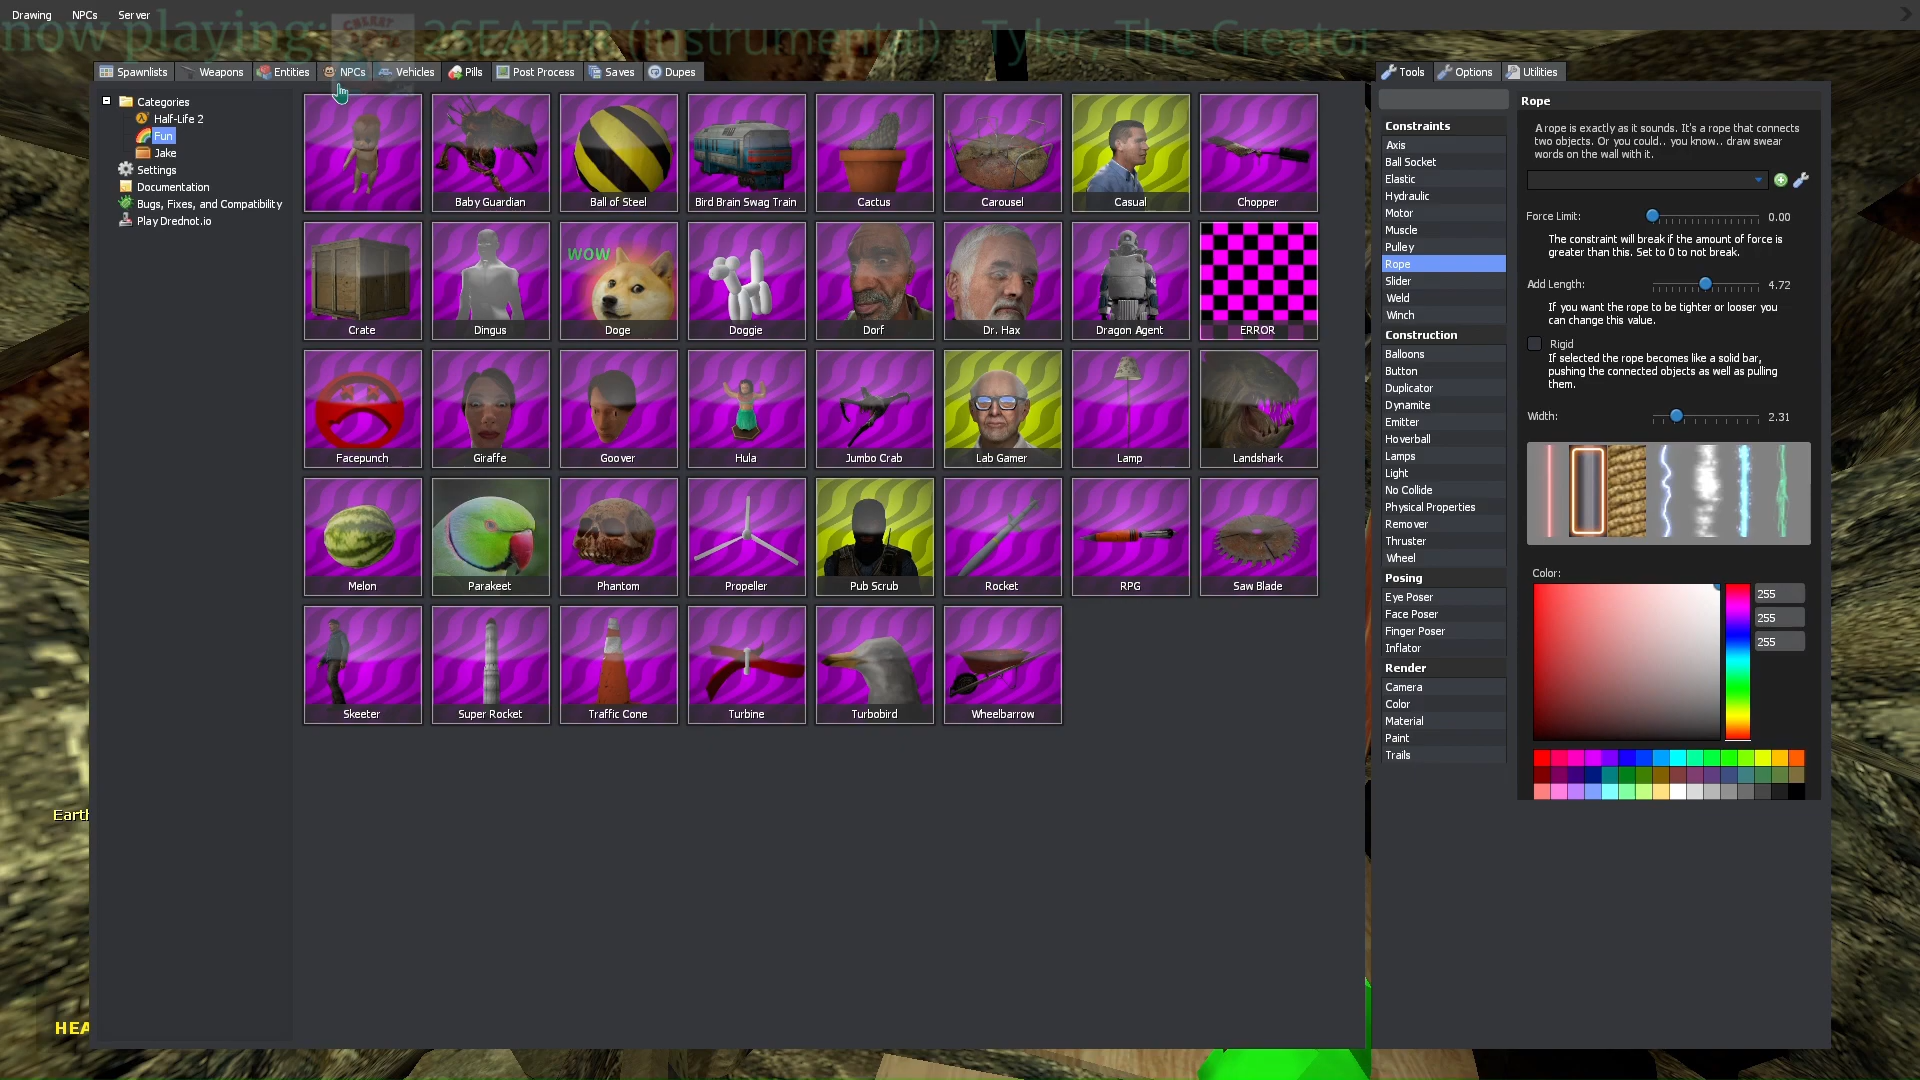 Drawing NPCs Server
now playing: 2SEATER (instrumental) - Tyler, The Creator
Spawnlists Weapons Entities NPCs Vehicles Pills Post Process Saves Dupes
Categories
Half-Life 2
Fun
Jake
Settings
Documentation
Bugs, Fixes, and Compatibility
Play Drednot.io
Baby Guardian Ball of Steel Bird Brain Swag Train Cactus Carousel Casual Chopper
WOW
Crate Dingus Doge Doggie Dorf Dr. Hax Dragon Agent ERROR
Facepunch Giraffe Goover Hula Jumbo Crab Lab Gamer Lamp Landshark
Melon Parakeet Phantom Propeller Pub Scrub Rocket RPG Saw Blade
Skeeter Super Rocket Traffic Cone Turbine Turbobird Wheelbarrow
Earth
HEA
Tools Options Utilities
Constraints
Axis
Ball Socket
Elastic
Hydraulic
Motor
Muscle
Pulley
Rope
Slider
Weld
Winch
Construction
Balloons
Button
Duplicator
Dynamite
Emitter
Hoverball
Lamps
Light
No Collide
Physical Properties
Remover
Thruster
Wheel
Posing
Eye Poser
Face Poser
Finger Poser
Inflator
Render
Camera
Color
Material
Paint
Trails
Rope
A rope is exactly as it sounds. It's a rope that connects
two objects. Or you could.. you know.. draw swear
words on the wall with it.
Force Limit: 0.00
The constraint will break if the amount of force is
greater than this. Set to 0 to not break.
Add Length: 4.72
If you want the rope to be tighter or looser you
can change this value.
Rigid
If selected the rope becomes like a solid bar,
pushing the connected objects as well as pulling
them.
Width: 2.31
Color:
255
255
255